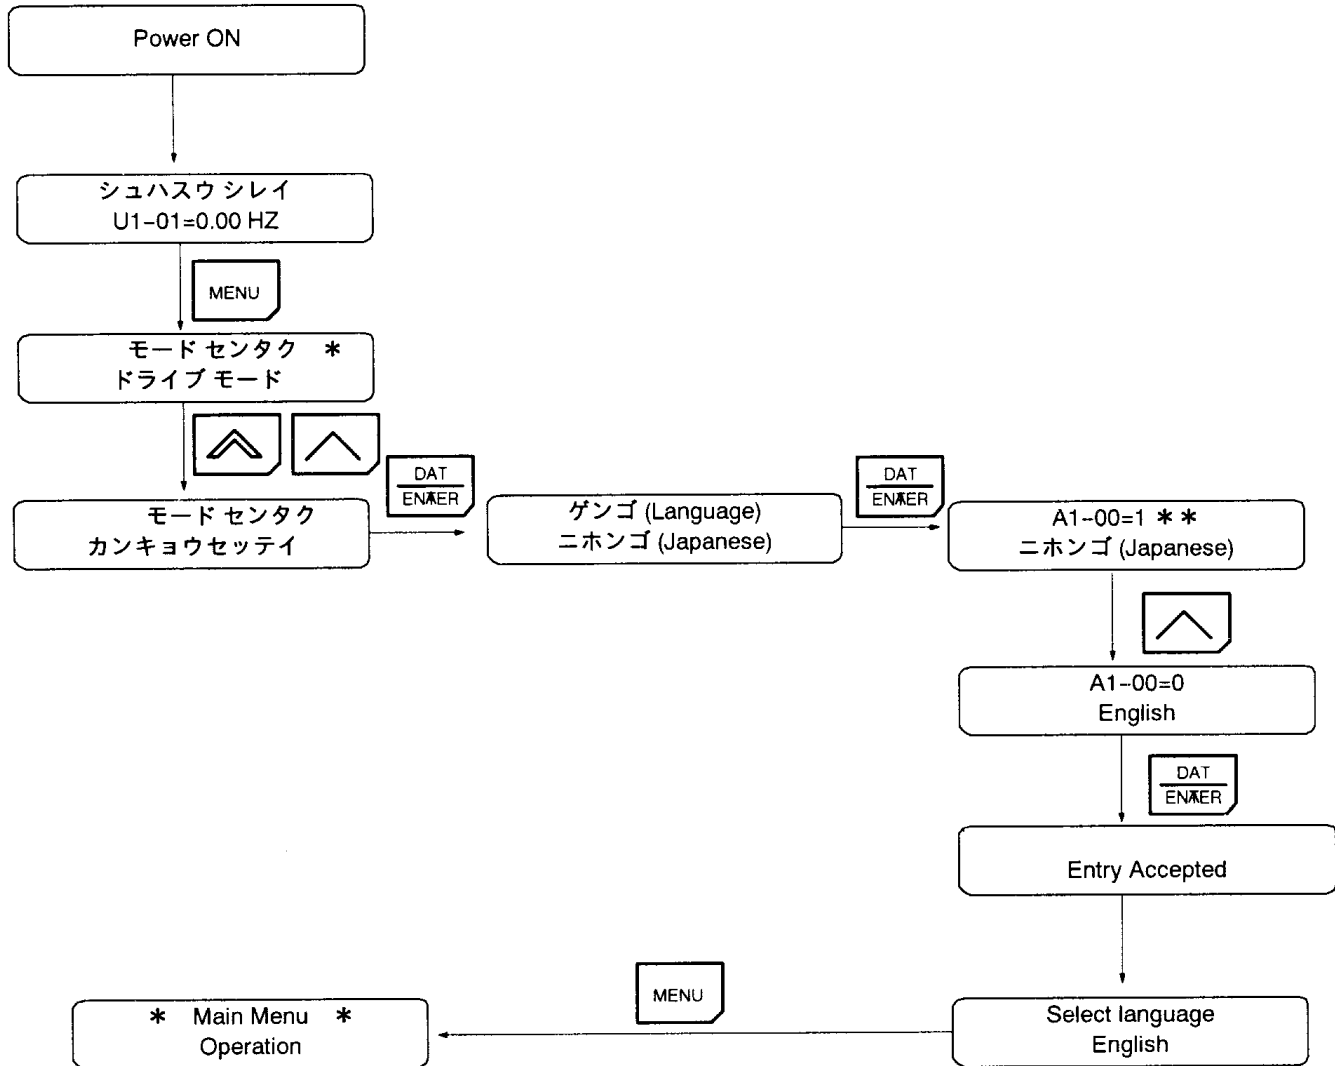 Power ON
シュハスウ シレイ
U1-01=0.00 HZ
MENU
モード センタク *
ドライブ モード
DAT
ENTER
DAT
ENTER
モード センタク
カンキョウセッテイ
ゲンゴ (Language)
ニホンゴ (Japanese)
A1-00=1 * *
ニホンゴ (Japanese)
A1-00=0
English
DAT
ENTER
Entry Accepted
MENU
* Main Menu *
Operation
Select language
English